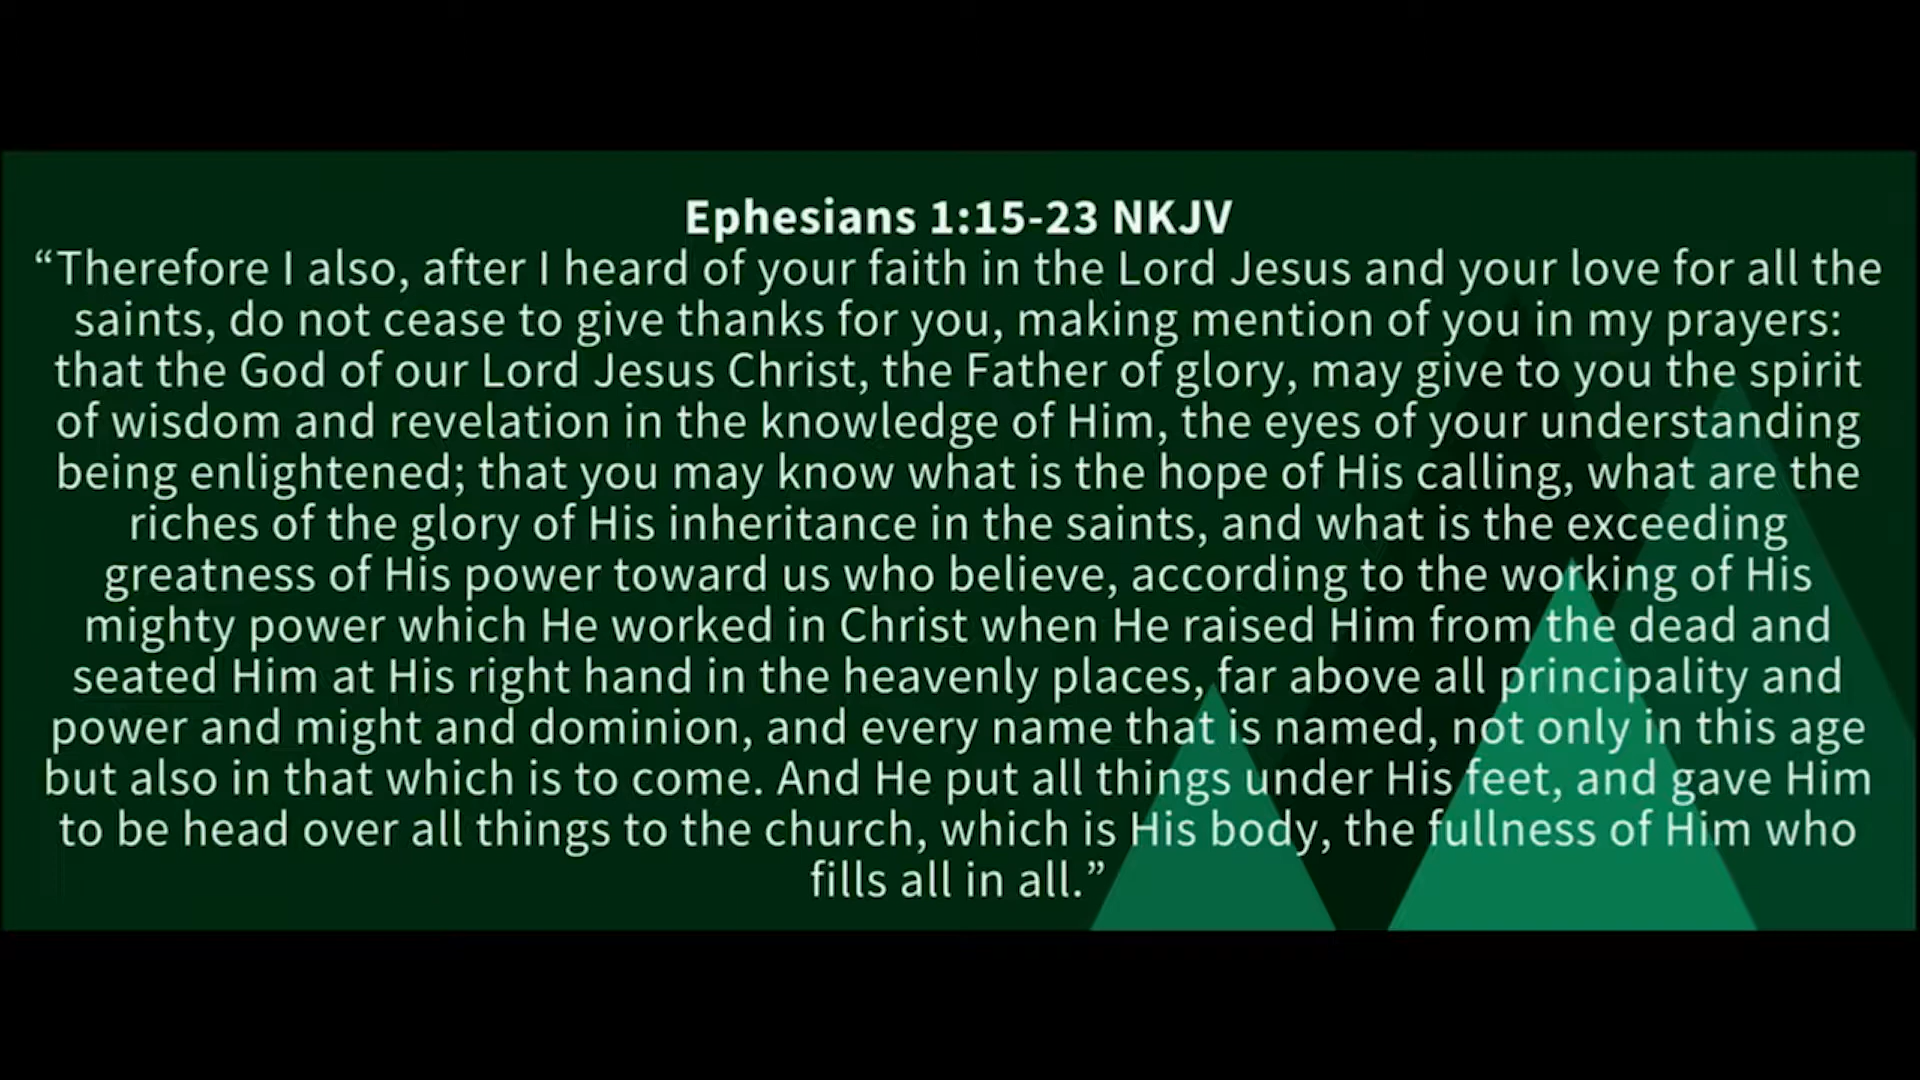 Ephesians 1:15-23 NKJV
“Therefore I also, after I heard of your faith in the Lord Jesus and your love for all the
saints, do not cease to give thanks for you, making mention of you in my prayers:
that the God of our Lord Jesus Christ, the Father of glory, may give to you the spirit
of wisdom and revelation in the knowledge of Him, the eyes of your understanding
being enlightened; that you may know what is the hope of His calling, what are the
riches of the glory of His inheritance in the saints, and what is the exceeding
greatness of His power toward us who believe, according to the working of His
mighty power which He worked in Christ when He raised Him from the dead and
seated Him at His right hand in the heavenly places, far above all principality and
power and might and dominion, and every name that is named, not only in this age
but also in that which is to come. And He put all things under His feet, and gave Him
to be head over all things to the church, which is His body, the fullness of Him who
fills all in all.”